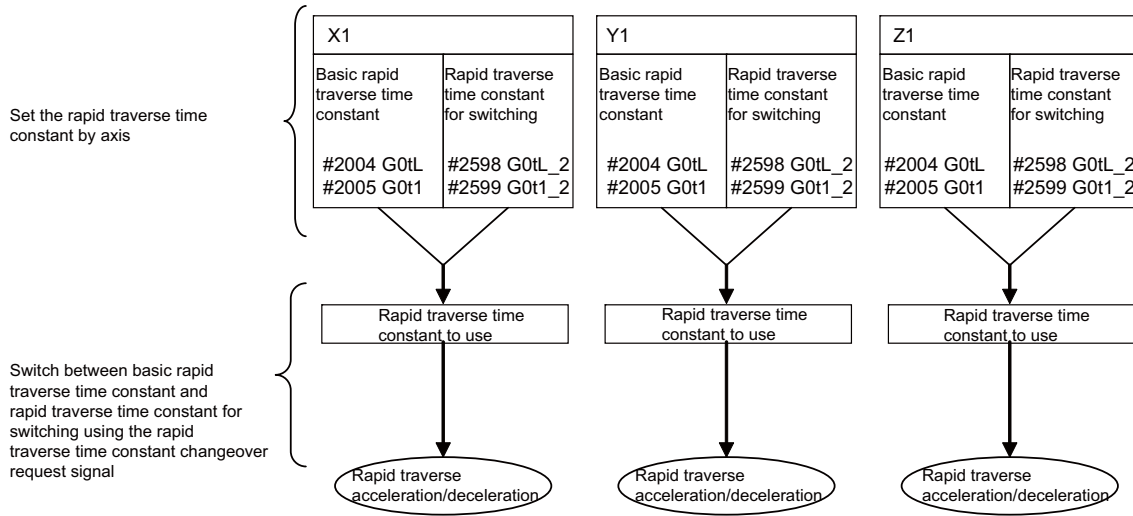 X1
Y1
Z1
Set the rapid traverse time
constant by axis
Basic rapid
traverse time
constant
#2004 G0tL
#2005 G0t1
Rapid traverse
time constant
for switching
#2598 G0tL_2
#2599 G0t1_2
Basic rapid
traverse time
constant
#2004 G0tL
#2005 G0t1
Rapid traverse
time constant
for switching
#2598 G0tL_2
#2599 G0t1_2
Basic rapid
traverse time
constant
#2004 G0tL
#2005 G0t1
Rapid traverse
time constant
for switching
#2598 G0tL_2
#2599 G0t1_2
Rapid traverse time
constant to use
Rapid traverse time
constant to use
Rapid traverse time
constant to use
Switch between basic rapid
traverse time constant and
rapid traverse time constant for
switching using the rapid
traverse time constant changeover
request signal
Rapid traverse
acceleration/deceleration
Rapid traverse
acceleration/deceleration
Rapid traverse
acceleration/deceleration